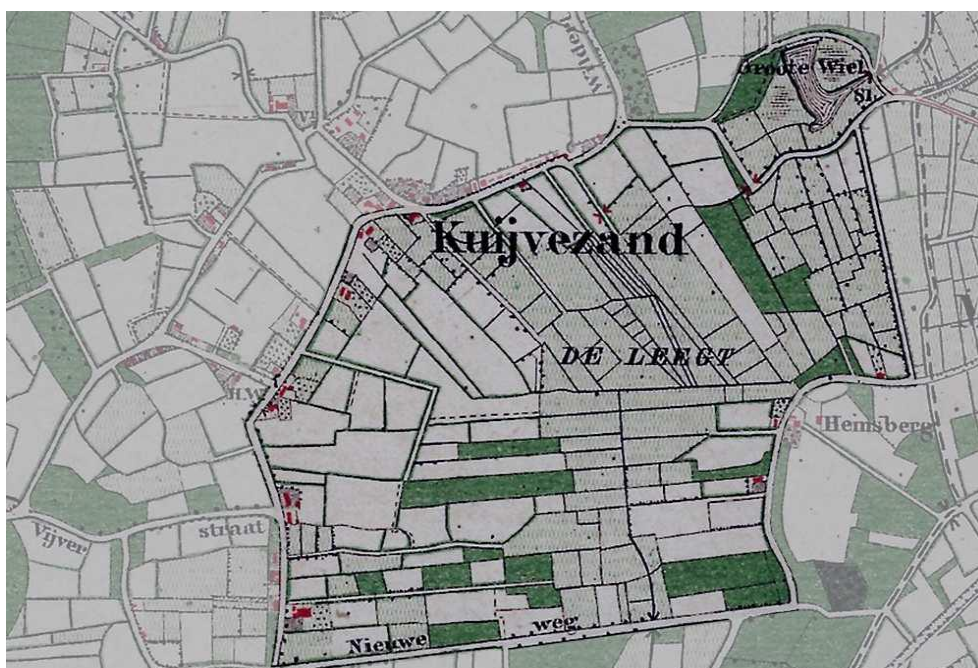 Groote Wiel
Sl.
Kuijvezand
DE LEEGT
H.W.
Hemsberg
Vijver
straat
Nieuwe
weg